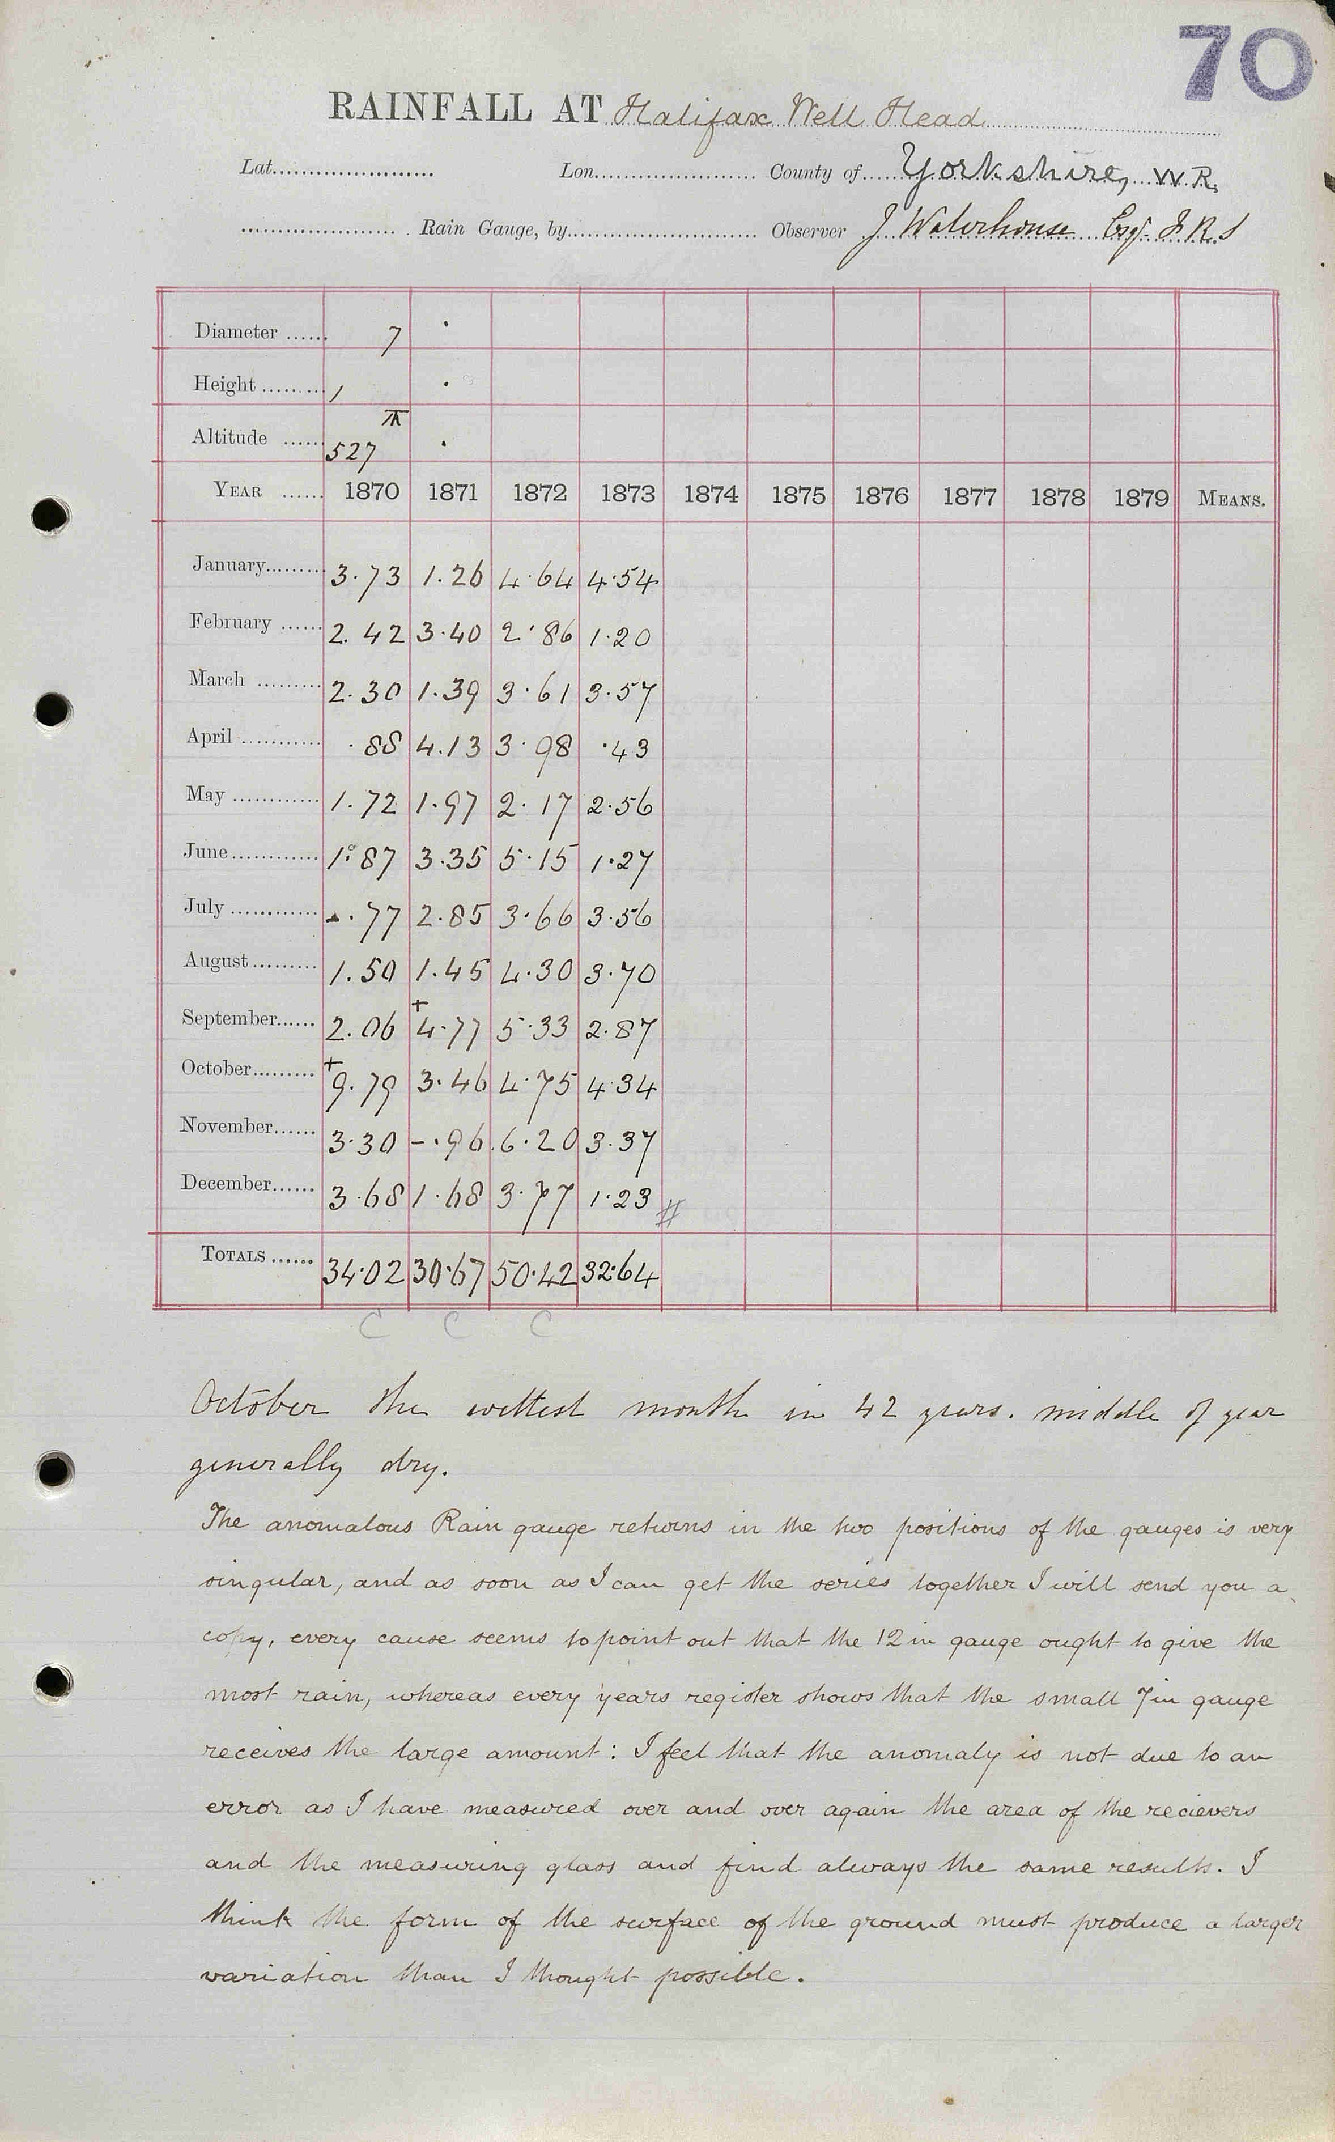 70
RAINFALL AT Halifax Well Head
Lat. Lon. County of Yorkshire, W.R.
Rain Gauge, by Observer J Waterhouse Esq. F.R.S
Diameter 7
Height 1
Altitude 527
YEAR 1870 1871 1872 1873 1874 1875 1876 1877 1878 1879 MEANS.
January 3.73 1.26 4.64 4.54
February 2.42 3.40 2.86 1.20
March 2.30 1.39 3.61 3.57
April .88 4.13 3.98 .43
May 1.72 1.97 2.17 2.56
June 1.87 3.35 5.15 1.27
July .77 2.85 3.66 3.56
August 1.50 1.45 4.30 3.70
September 2.06 +4.77 5.33 2.87
October +9.79 3.46 4.75 4.34
November 3.30 -.96 6.20 3.37
December 3.68 1.68 3.77 1.23 #
TOTALS 34.02 30.67 50.42 32.64
C C C
October the wettest month in 42 years. middle of year
generally dry.
The anomalous Rain gauge returns in the two positions of the gauges is very
singular, and as soon as I can get the series together I will send you a
copy, every cause seems to point out that the 12 in gauge ought to give the
most rain, whereas every years register shows that the small 7in gauge
receives the large amount: I feel that the anomaly is not due to an
error as I have measured over and over again the area of the recievers
and the measuring glass and find always the same results. I
think the form of the surface of the ground must produce a larger
variation than I thought possible.